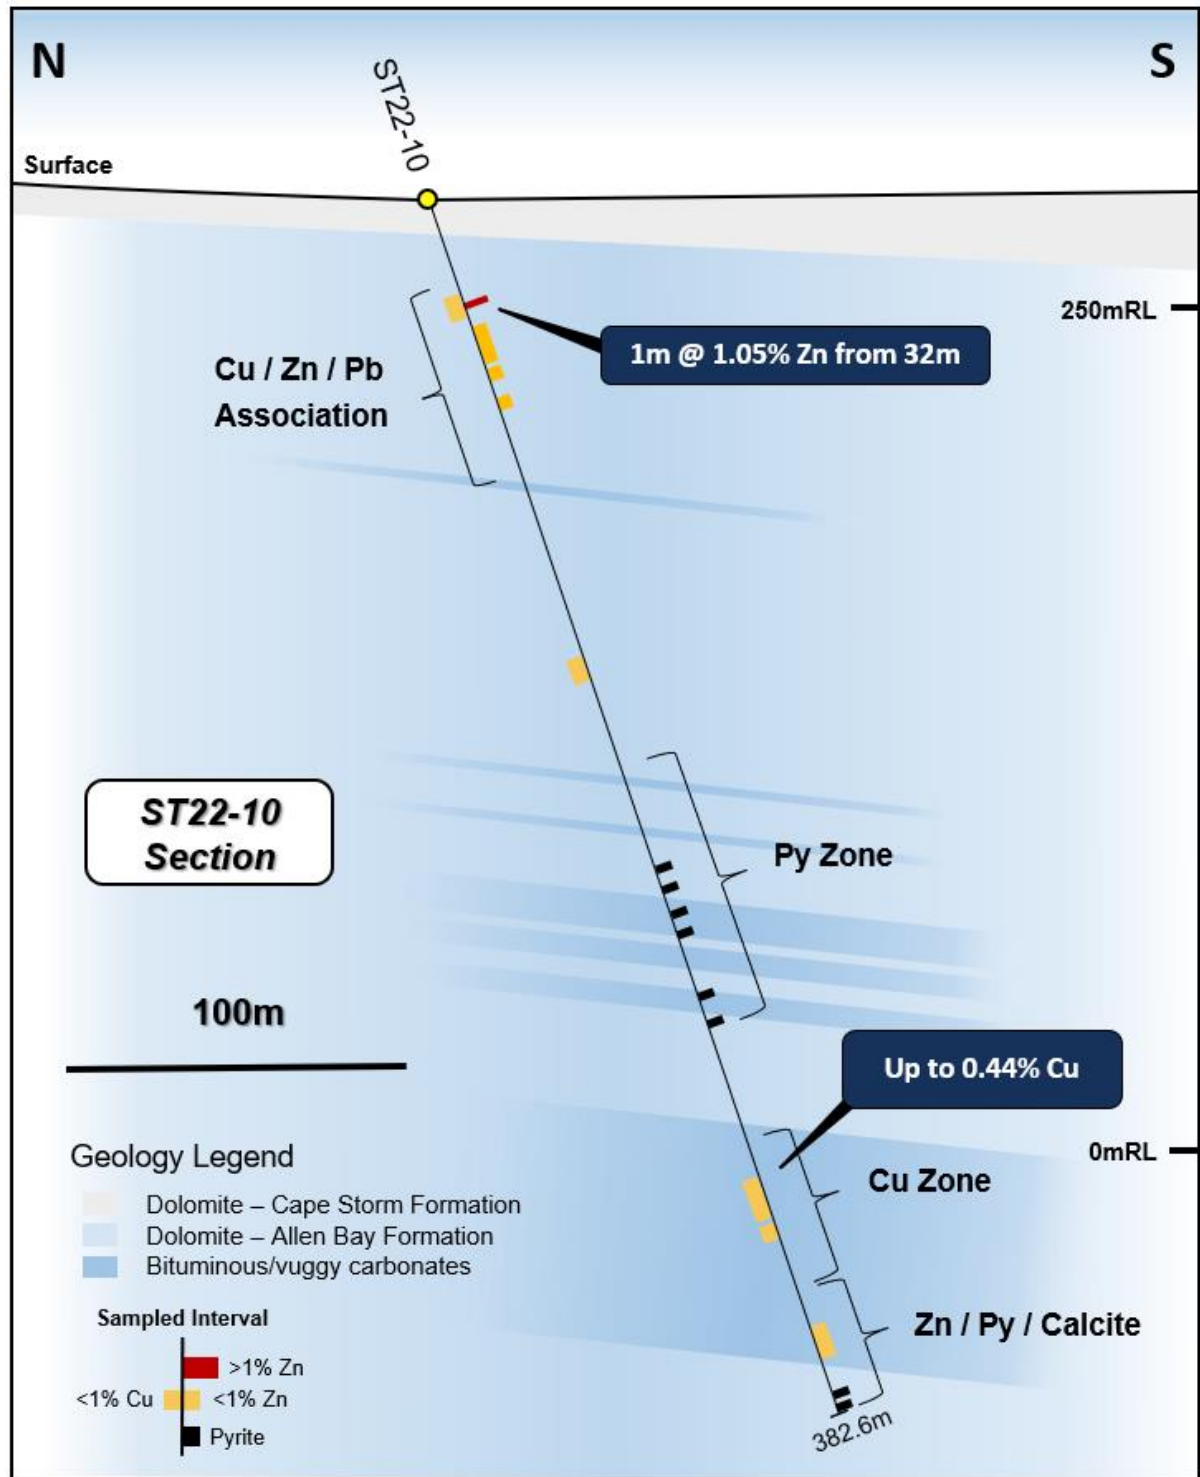 N
S
ST22-10
Surface
250mRL
1m @ 1.05% Zn from 32m
Cu / Zn / Pb
Association
ST22-10
Section
Py Zone
100m
Up to 0.44% Cu
0mRL
Cu Zone
Geology Legend
Dolomite – Cape Storm Formation
Dolomite – Allen Bay Formation
Bituminous/vuggy carbonates
Sampled Interval
>1% Zn
<1% Cu
<1% Zn
Pyrite
Zn / Py / Calcite
382.6m